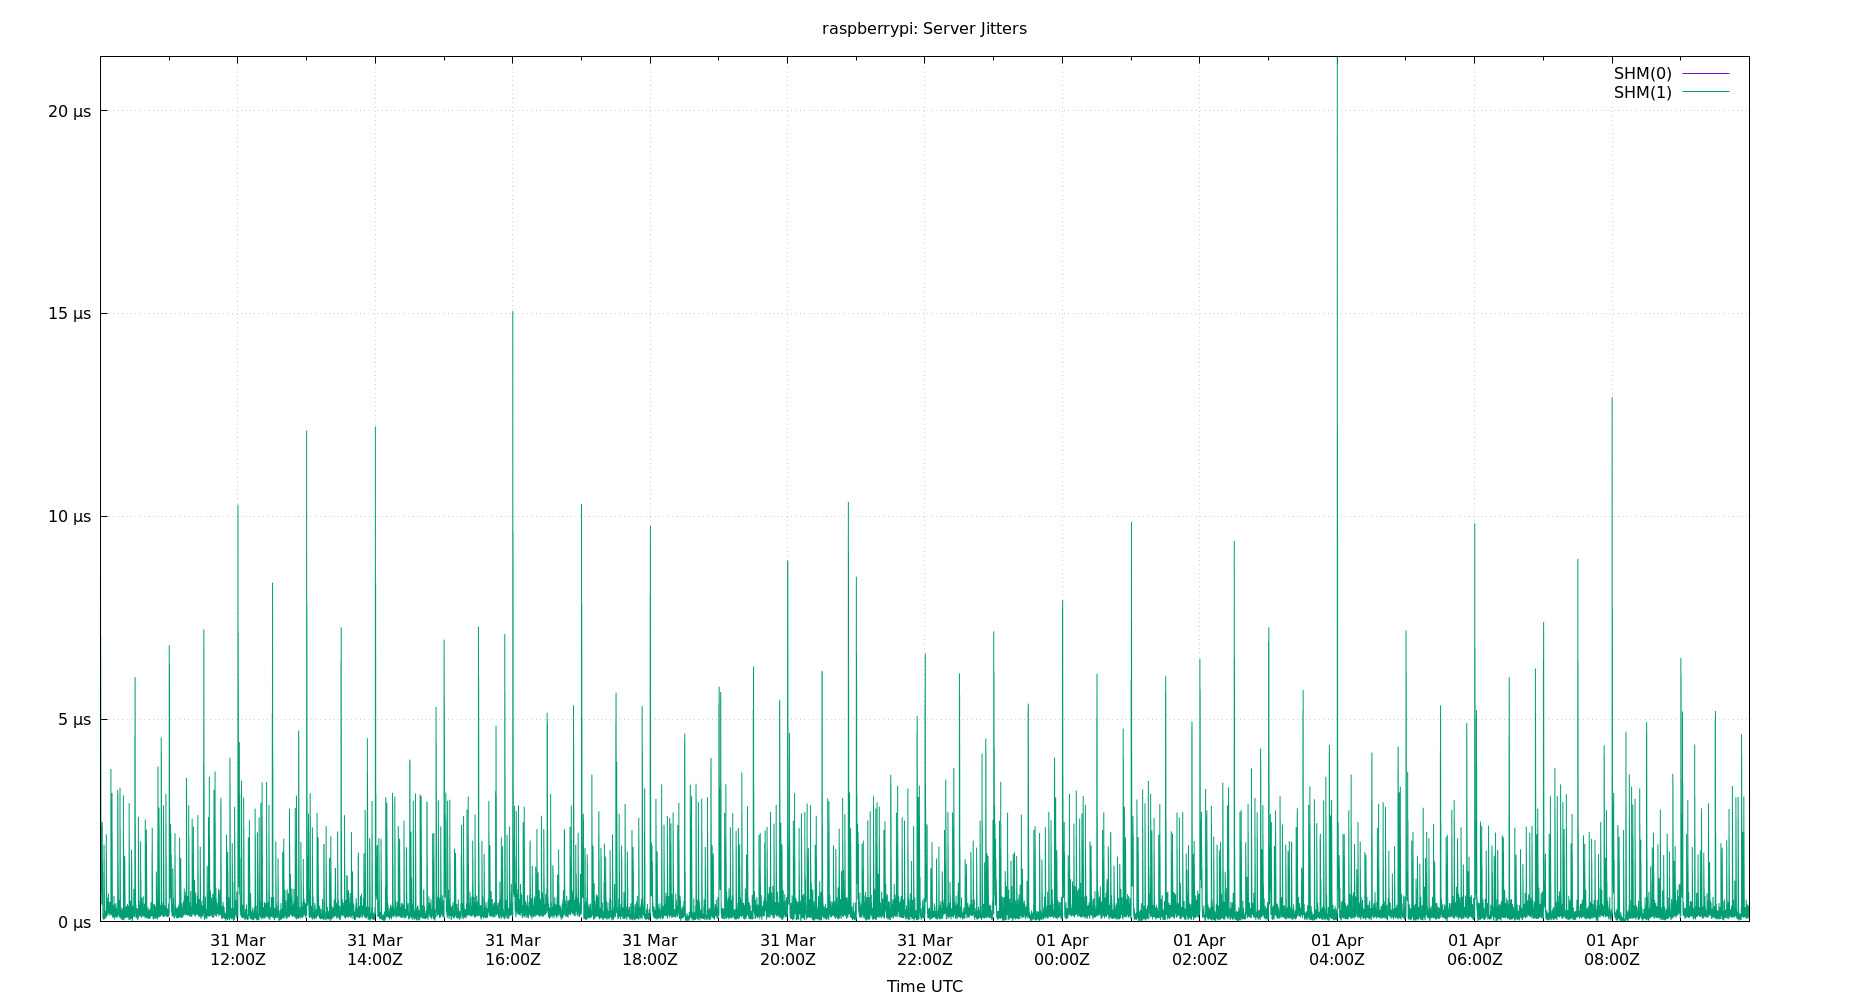 raspberrypi: Server Jitters
SHM(0)
SHM(1)
20 μs
15 μs
10 μs
5 μs
0 μs
31 Mar 31 Mar 31 Mar 31 Mar 31 Mar 31 Mar 01 Apr 01 Apr 01 Apr 01 Apr 01 Apr
12:00Z 14:00Z 16:00Z 18:00Z 20:00Z 22:00Z 00:00Z 02:00Z 04:00Z 06:00Z 08:00Z
Time UTC